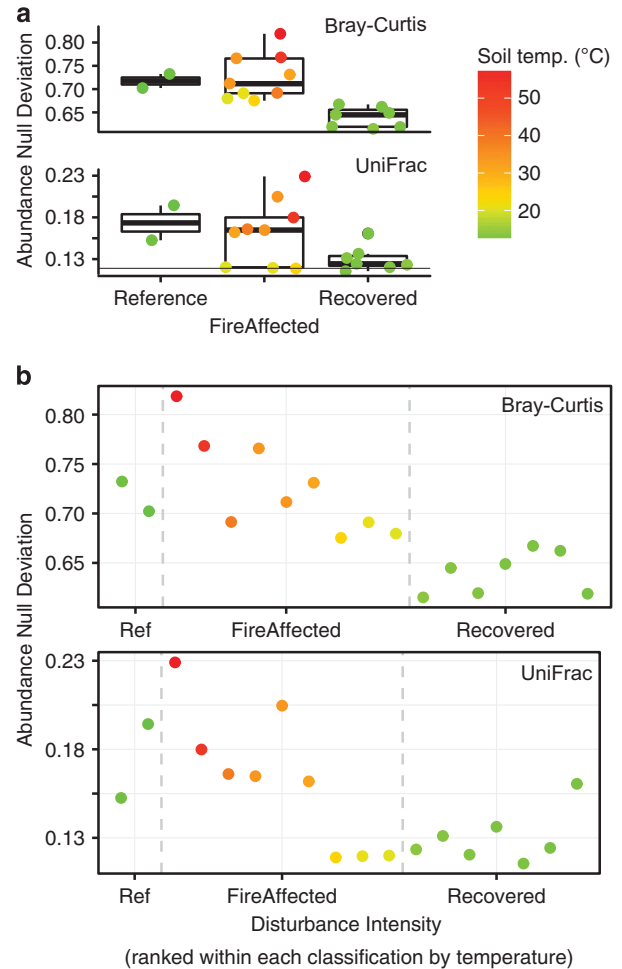 a
Bray-Curtis
Abundance Null Deviation
0.80
0.75
0.70
0.65
UniFrac
0.23
0.18
0.13
Reference
FireAffected
Recovered
Soil temp. (°C)
50
40
30
20
b
Abundance Null Deviation
Bray-Curtis
0.80
0.75
0.70
0.65
Ref
FireAffected
Recovered
UniFrac
0.23
0.18
0.13
Ref
FireAffected
Recovered
Disturbance Intensity
(ranked within each classification by temperature)